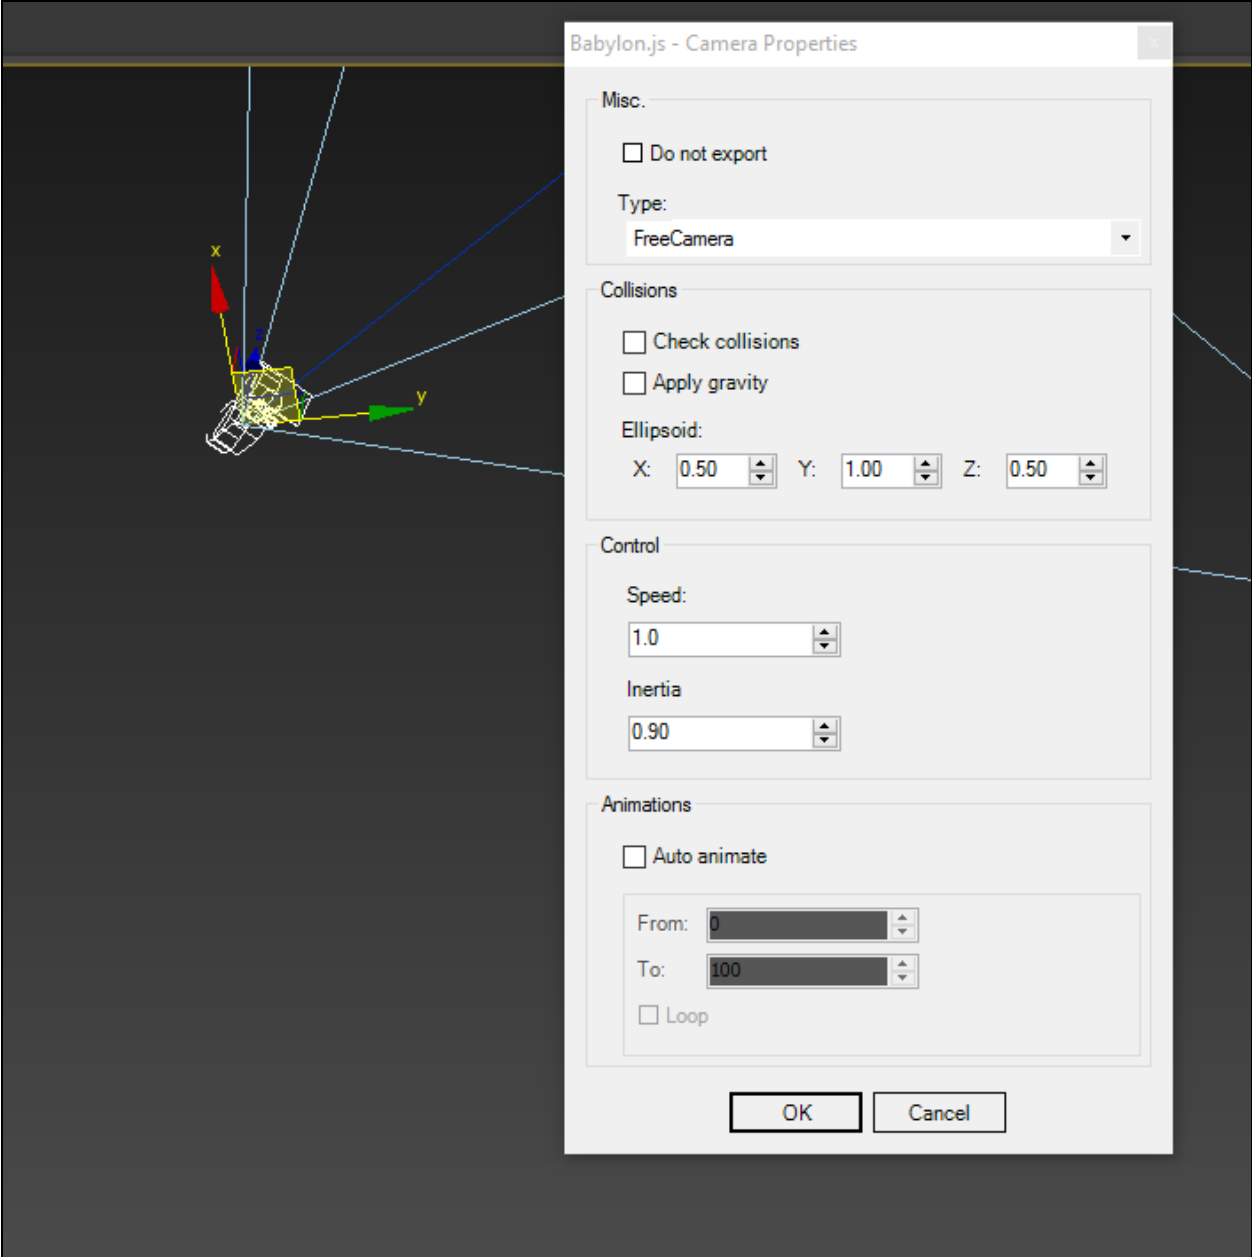 Babylon.js - Camera Properties
x
Misc.
Do not export
Type:
FreeCamera
Collisions
Check collisions
Apply gravity
Ellipsoid:
X: 0.50 Y: 1.00 Z: 0.50
Control
Speed:
1.0
Inertia
0.90
Animations
Auto animate
From: 0
To: 100
Loop
OK Cancel
x
z
y